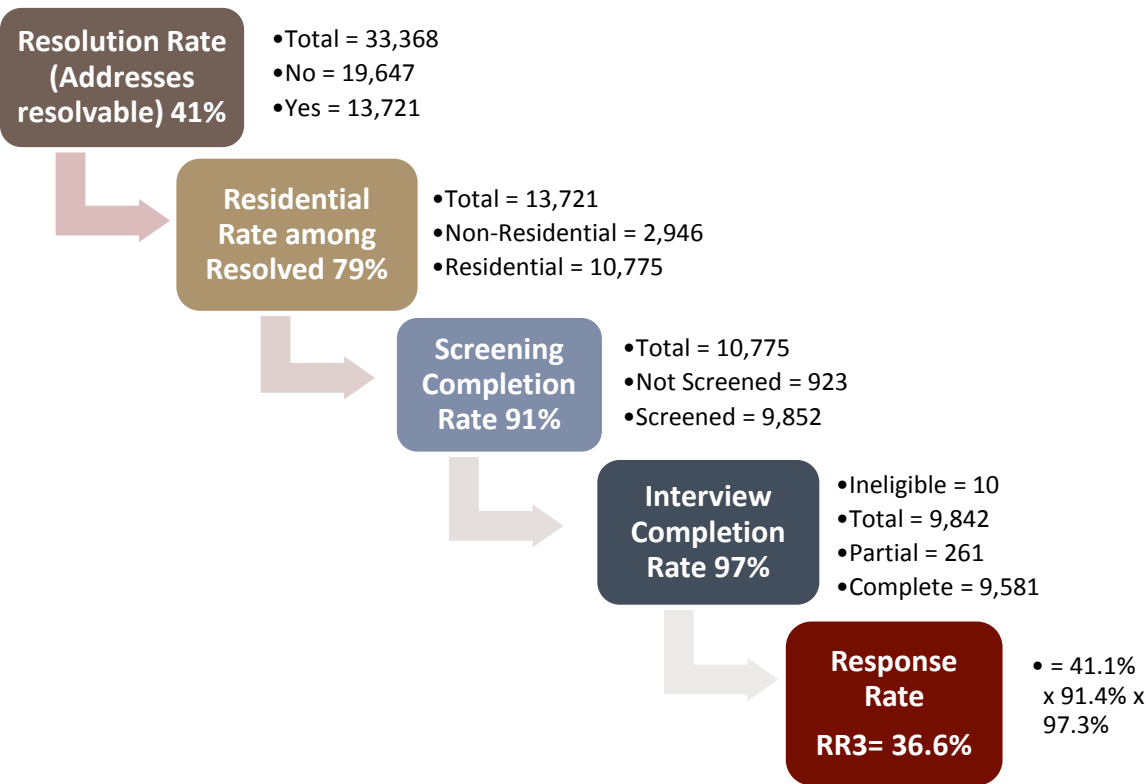 Resolution Rate
(Addresses
resolvable) 41%
•Total = 33,368
•No = 19,647
•Yes = 13,721
Residential
Rate among
Resolved 79%
•Total = 13,721
•Non-Residential = 2,946
•Residential = 10,775
Screening
Completion
Rate 91%
•Total = 10,775
•Not Screened = 923
•Screened = 9,852
Interview
Completion
Rate 97%
•Ineligible = 10
•Total = 9,842
•Partial = 261
•Complete = 9,581
Response
Rate
RR3= 36.6%
• = 41.1%
x 91.4% x
97.3%